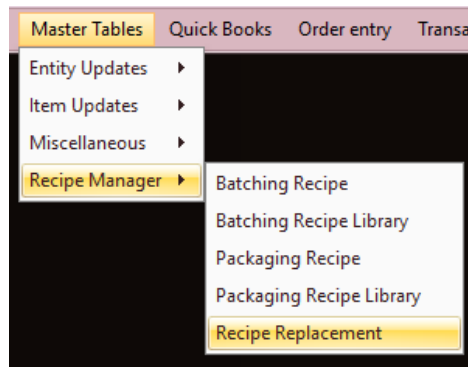 Master Tables Quick Books Order entry Transa
Entity Updates
Item Updates
Miscellaneous
Recipe Manager
Batching Recipe
Batching Recipe Library
Packaging Recipe
Packaging Recipe Library
Recipe Replacement